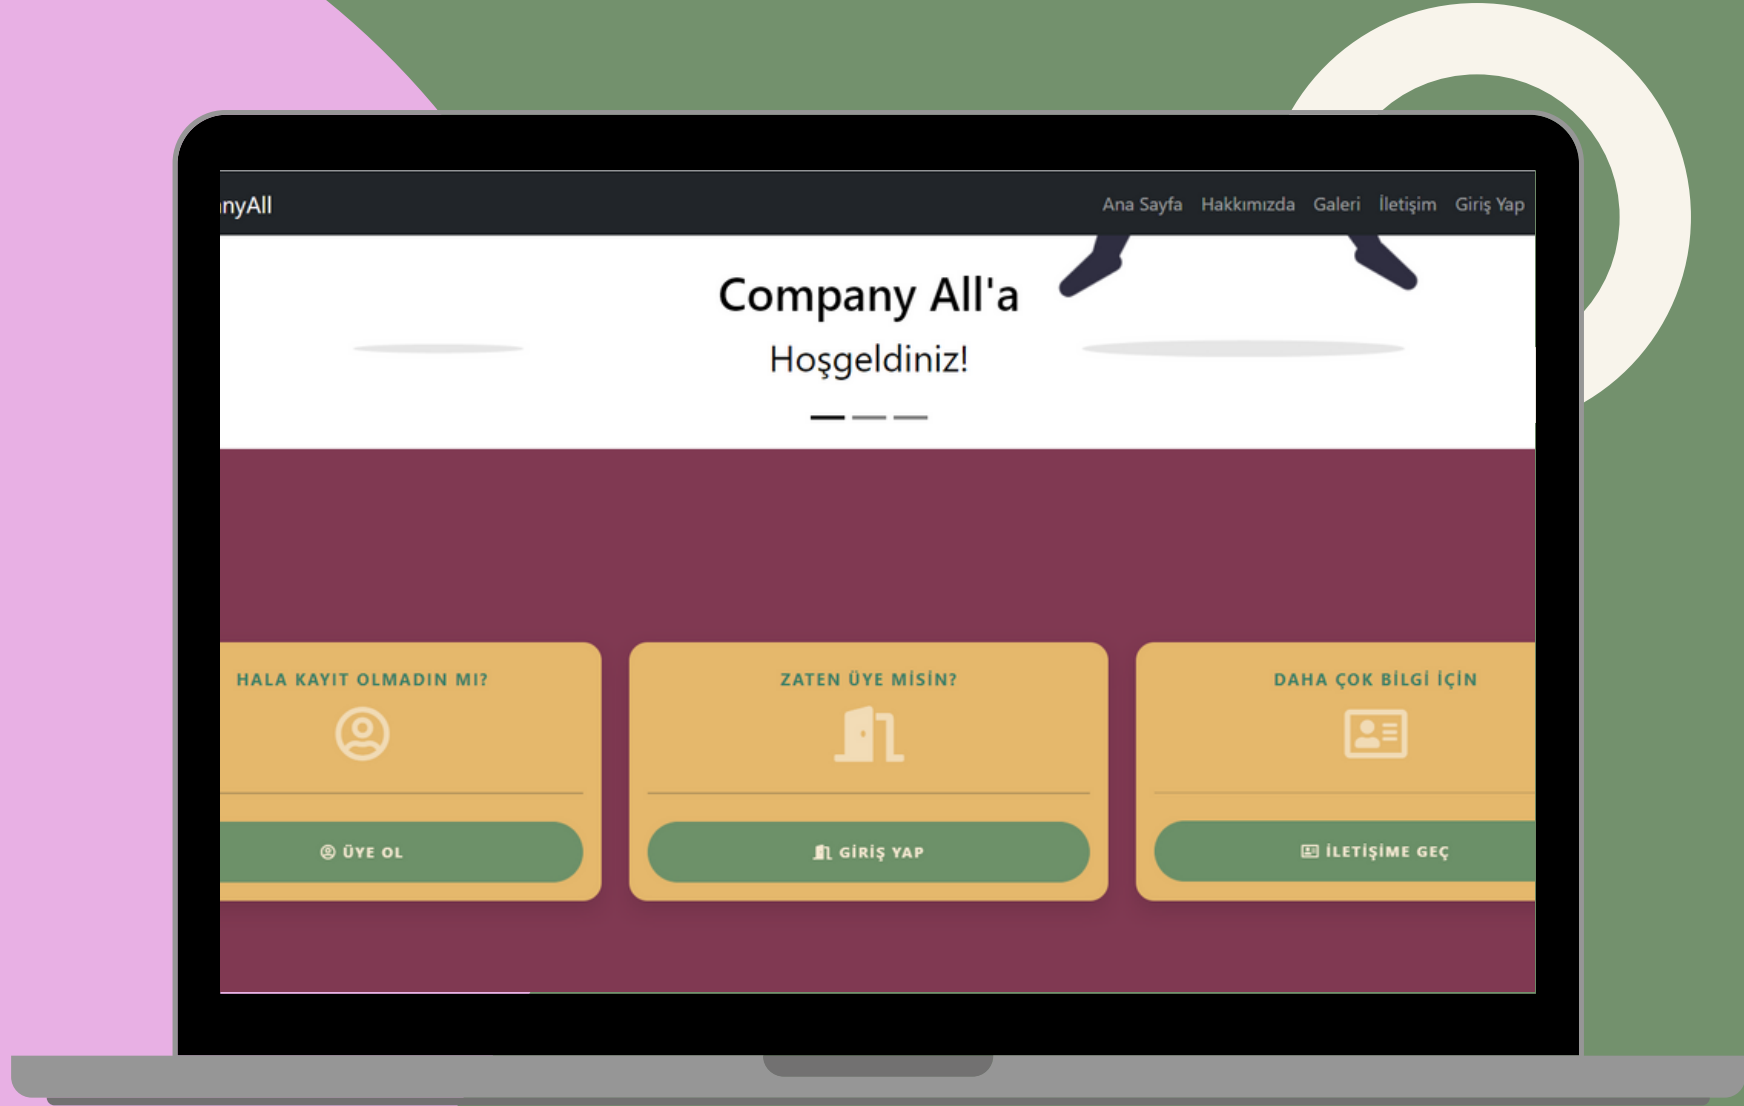 nyAll
Ana Sayfa Hakkımızda Galeri İletişim Giriş Yap
Company All'a
Hoşgeldiniz!
HALA KAYIT OLMADIN MI?
ZATEN ÜYE MİSİN?
DAHA ÇOK BİLGİ İÇİN
ÜYE OL
GİRİŞ YAP
İLETİŞİME GEÇ